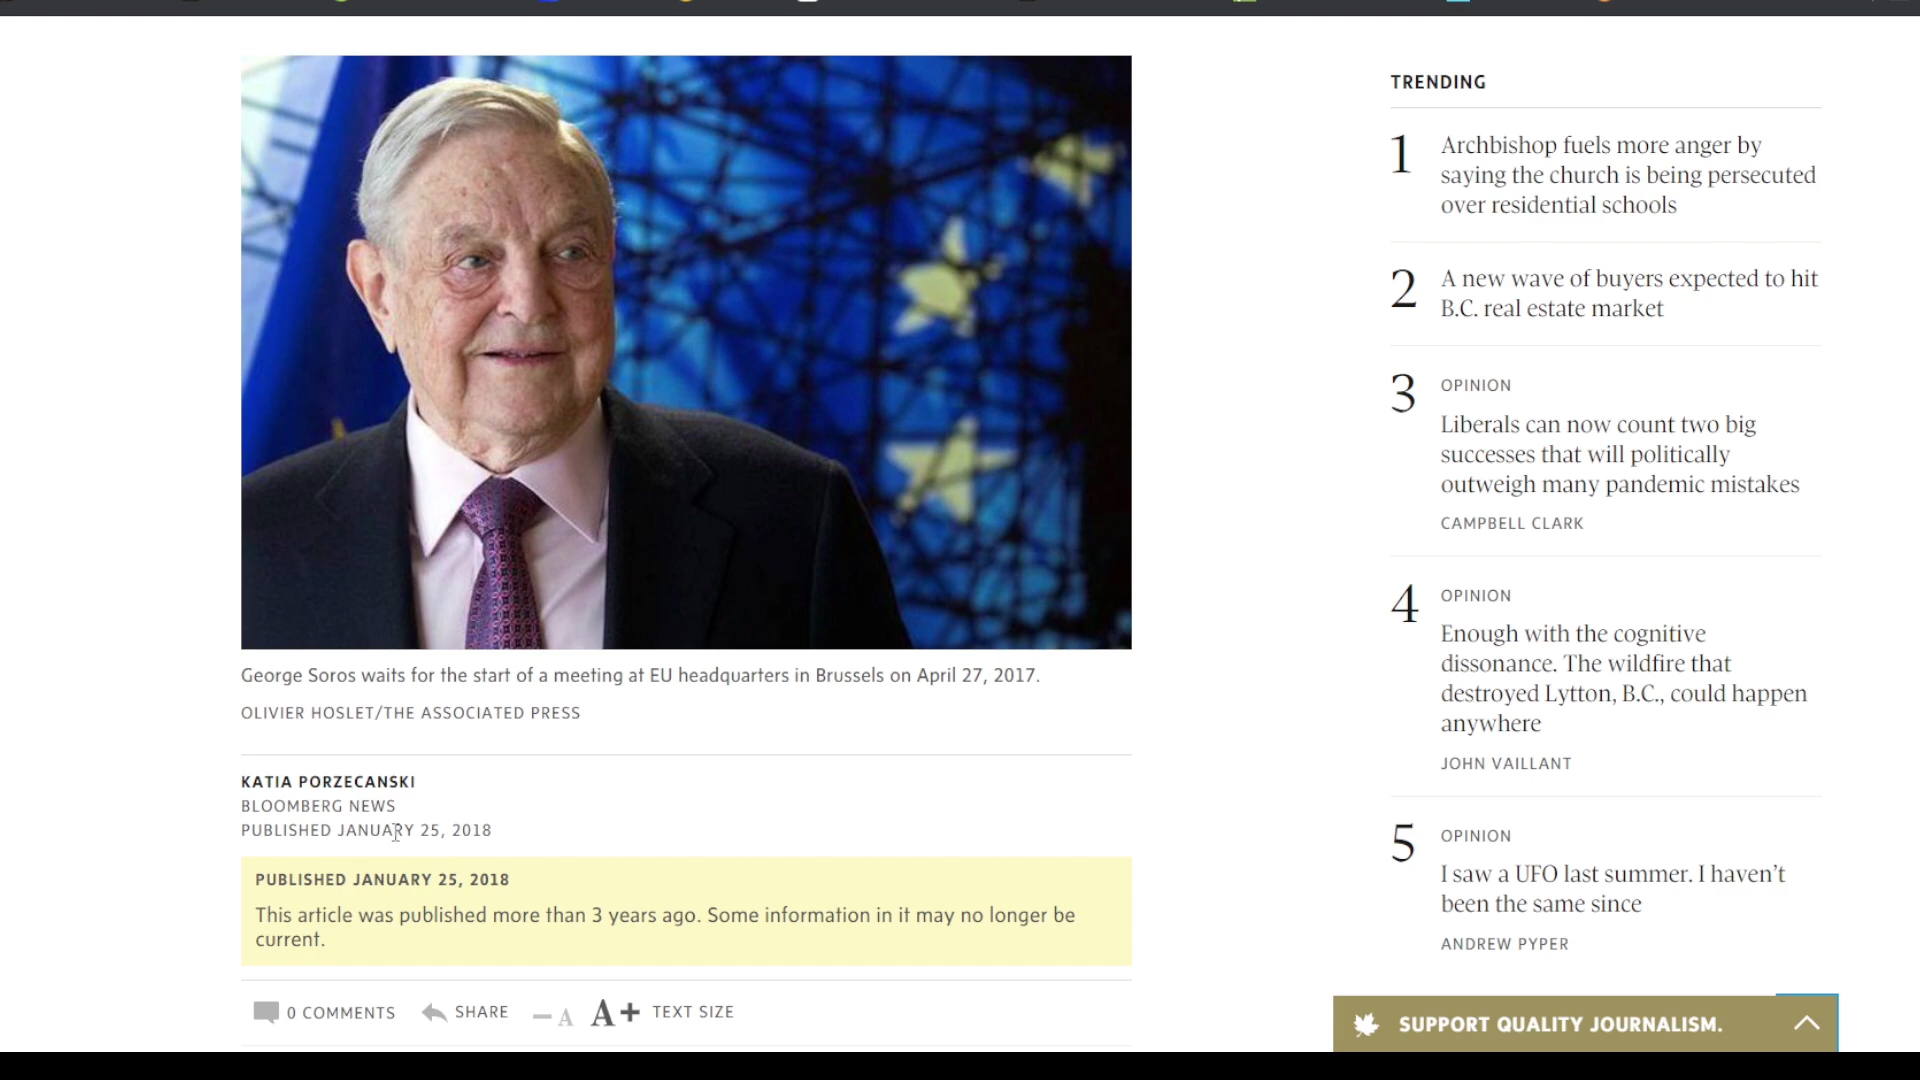 George Soros waits for the start of a meeting at EU headquarters in Brussels on April 27, 2017.
OLIVIER HOSLET/THE ASSOCIATED PRESS
KATIA PORZECANSKI
BLOOMBERG NEWS
PUBLISHED JANUARY 25, 2018
PUBLISHED JANUARY 25, 2018
This article was published more than 3 years ago. Some information in it may no longer be
current.
0 COMMENTS
SHARE
A
A+
TEXT SIZE
TRENDING
1
Archbishop fuels more anger by
saying the church is being persecuted
over residential schools
2
A new wave of buyers expected to hit
B.C. real estate market
3
OPINION
Liberals can now count two big
successes that will politically
outweigh many pandemic mistakes
CAMPBELL CLARK
4
OPINION
Enough with the cognitive
dissonance. The wildfire that
destroyed Lytton, B.C., could happen
anywhere
JOHN VAILLANT
5
OPINION
I saw a UFO last summer. I haven't
been the same since
ANDREW PYPER
SUPPORT QUALITY JOURNALISM.